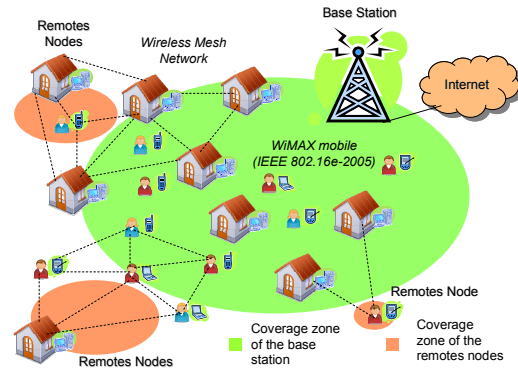 Base Station
Remotes
Nodes
Wireless Mesh
Network
Internet
WiMAX mobile
(IEEE 802.16e-2005)
Remotes Node
Coverage zone
of the base
station
Coverage
zone of the
remotes nodes
Remotes Nodes